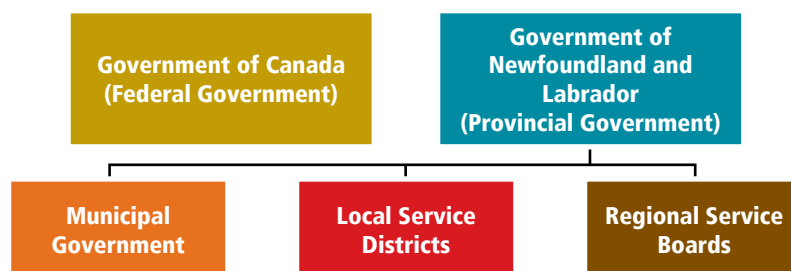 Government of Canada
(Federal Government)
Government of
Newfoundland and
Labrador
(Provincial Government)
Municipal
Government
Local Service
Districts
Regional Service
Boards